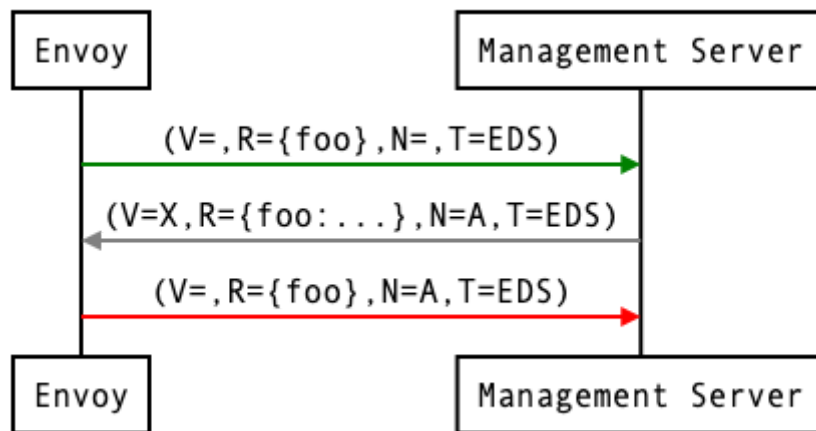 Envoy
Management Server
(V=,R={foo},N=,T=EDS)
(V=X,R={foo:...},N=A,T=EDS)
(V=,R={foo},N=A,T=EDS)
Envoy
Management Server